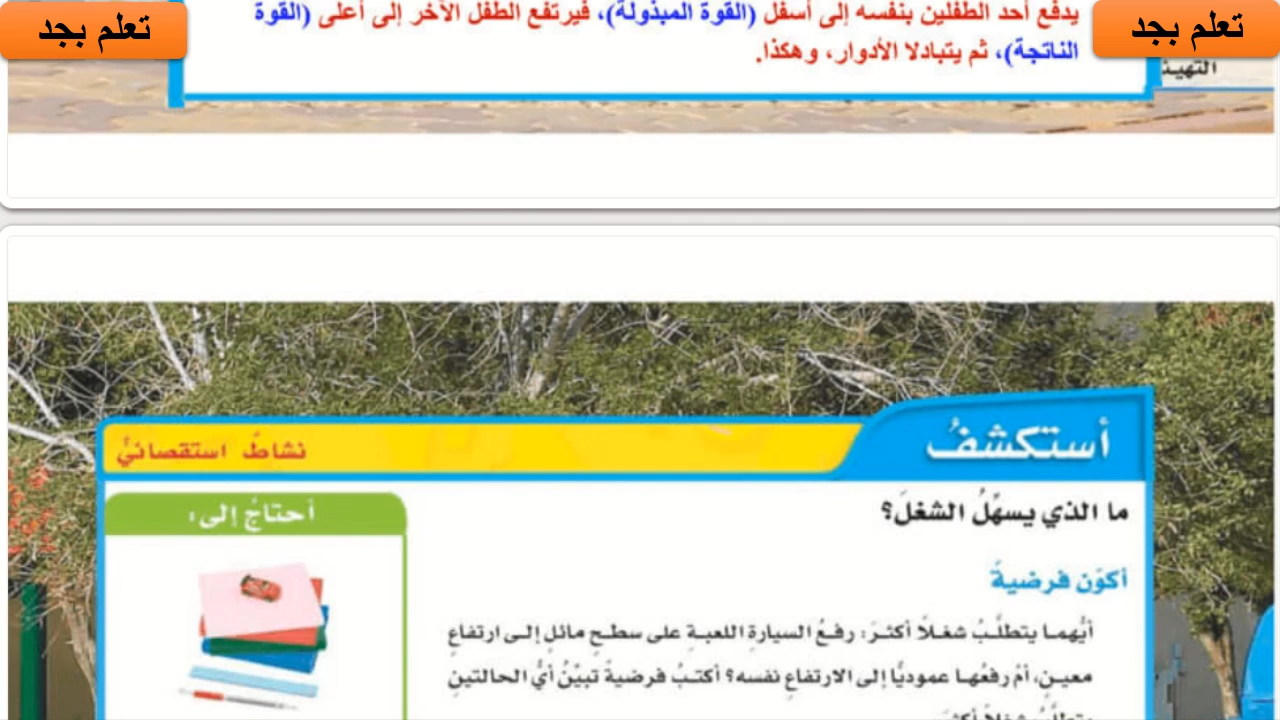 تعلم بجد
تعلم بجد
يدفع أحد الطفلين بنفسه إلى أسفل (القوة المبذولة)، فيرتفع الطفل الآخر إلى أعلى (القوة
الناتجة)، ثم يتبادلا الأدوار، وهكذا.
أستكشفُ
نشاطٌ استقصائيٌّ
ما الذي يسهِّلُ الشغلَ؟
أحتاجُ إلى:
أكوّن فرضيةً
أيُّهما يتطلَّبُ شغلًا أكثرَ: رفعُ السيارةِ اللعبةِ على سطحٍ مائلٍ إلى ارتفاعٍ
معينٍ، أمْ رفعُها عموديًّا إلى الارتفاعِ نفسه؟ أكتبُ فرضيةً تبيّنُ أيُّ الحالتينِ